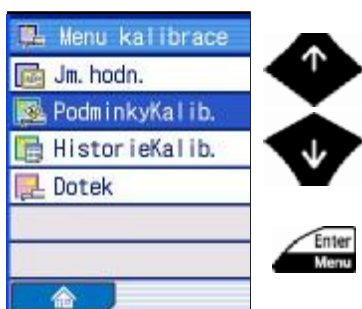 Menu kalibrace
Jm. hodn.
PodminkyKalib.
HistorieKalib.
Dotek
Enter
Menu